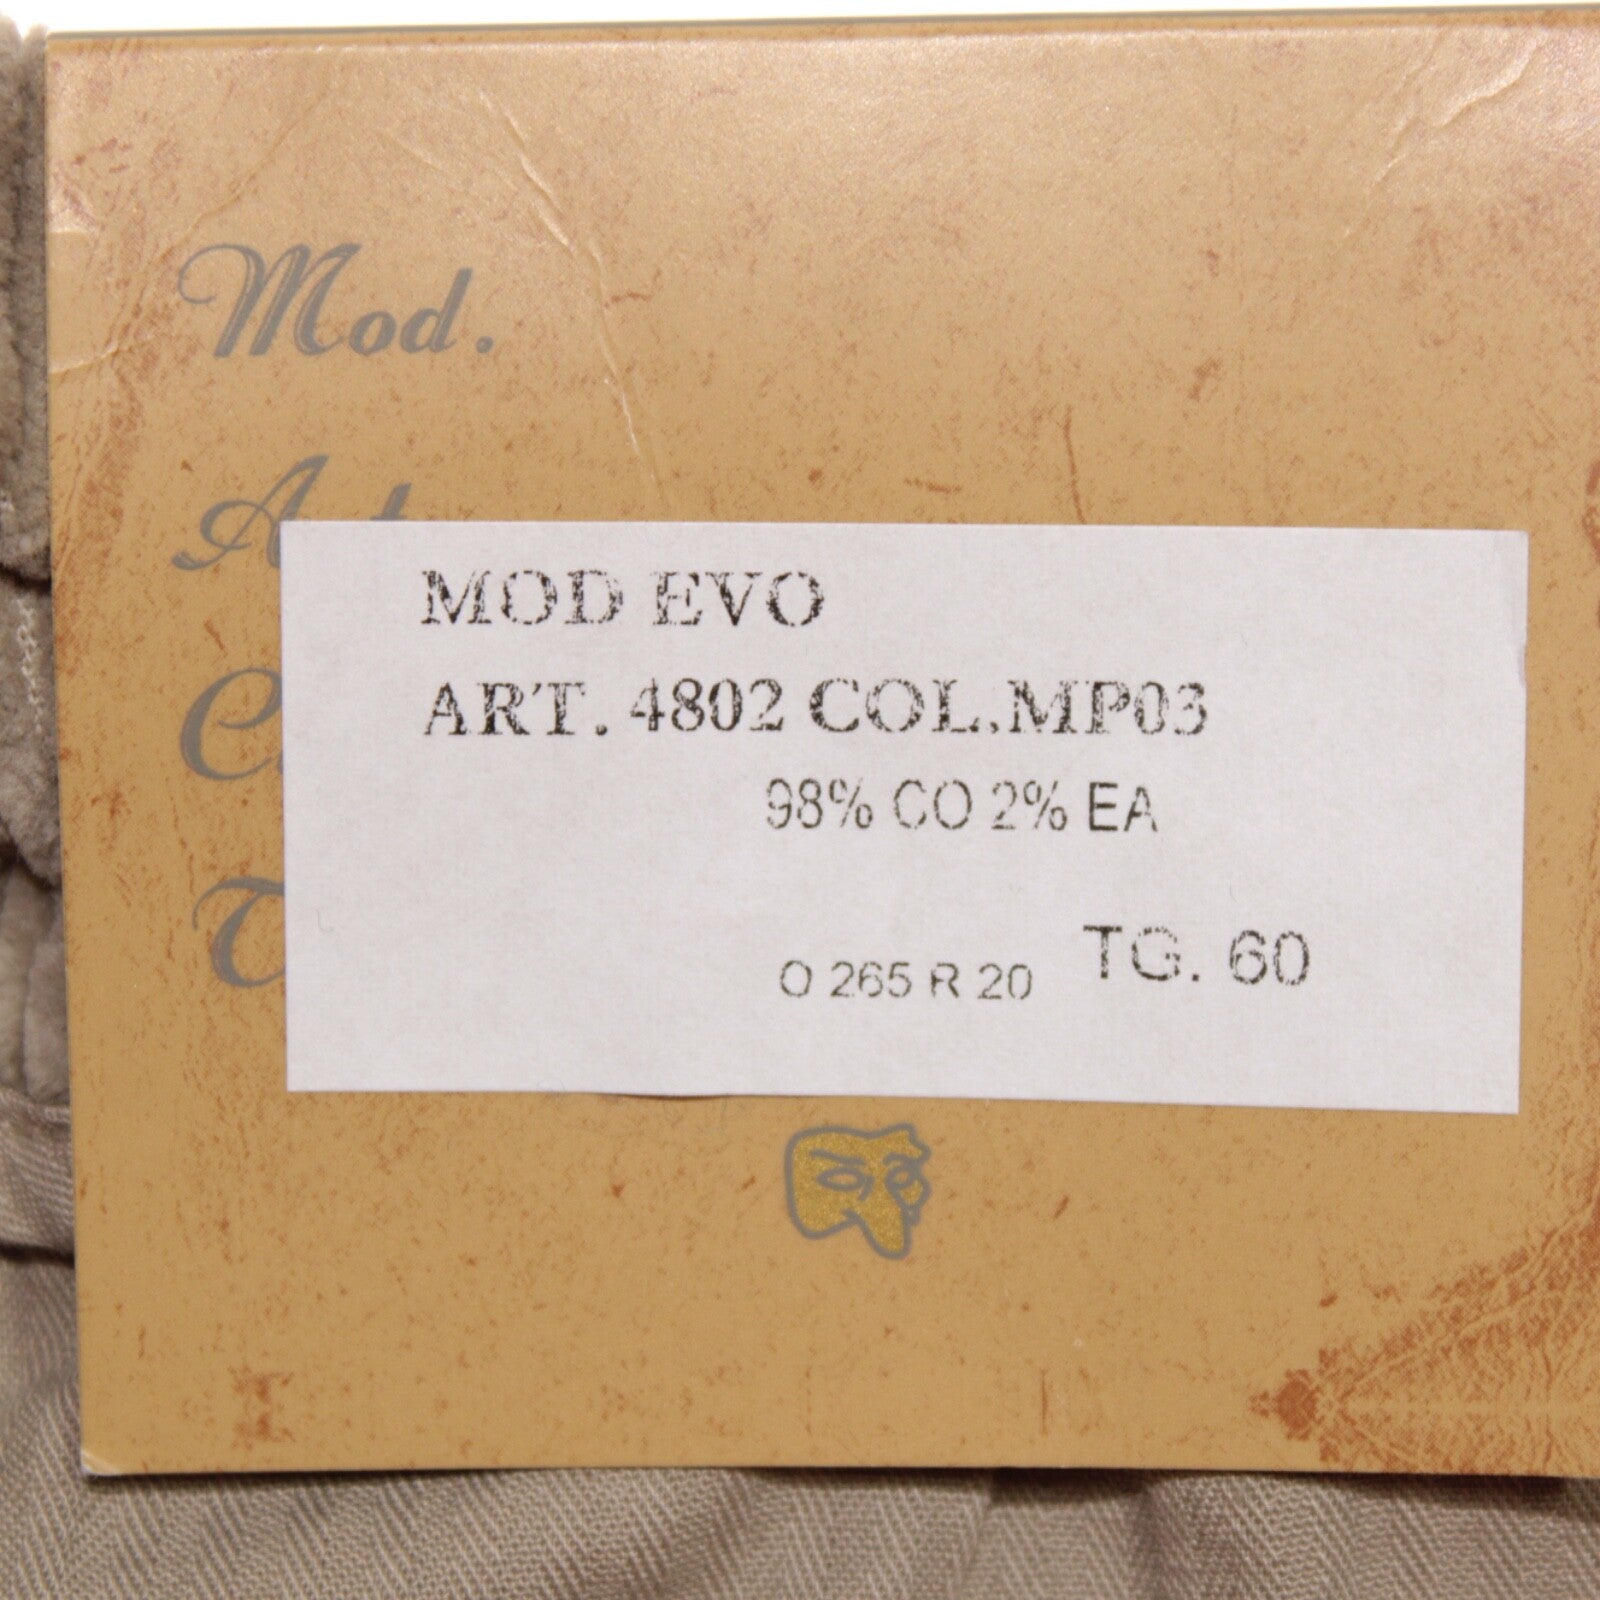 Mod.
MOD EVO
ART. 4802 COL.MP03
98% CO 2% EA
O 265 R 20 TG. 60